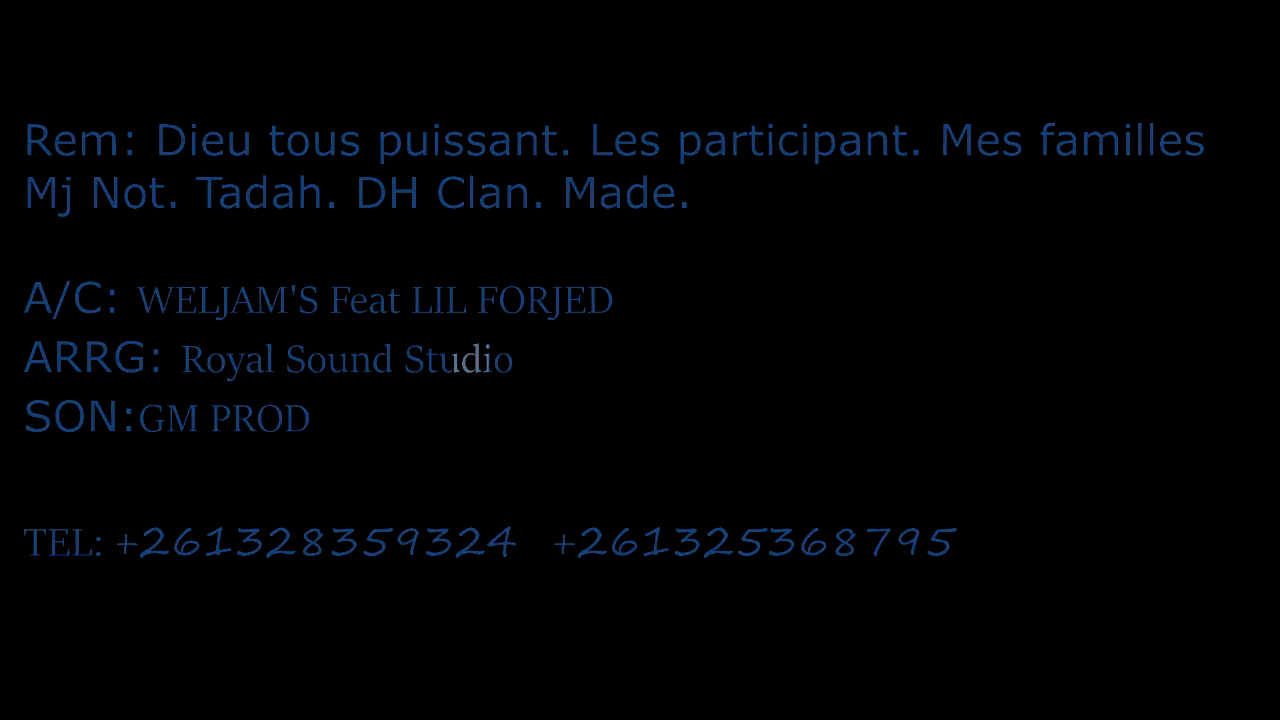 Rem: Dieu tous puissant. Les participant. Mes familles
Mj Not. Tadah. DH Clan. Made.
A/C: WELJAM'S Feat LIL FORJED
ARRG: Royal Sound Studio
SON:GM PROD
TEL: +261328359324 +261325368795